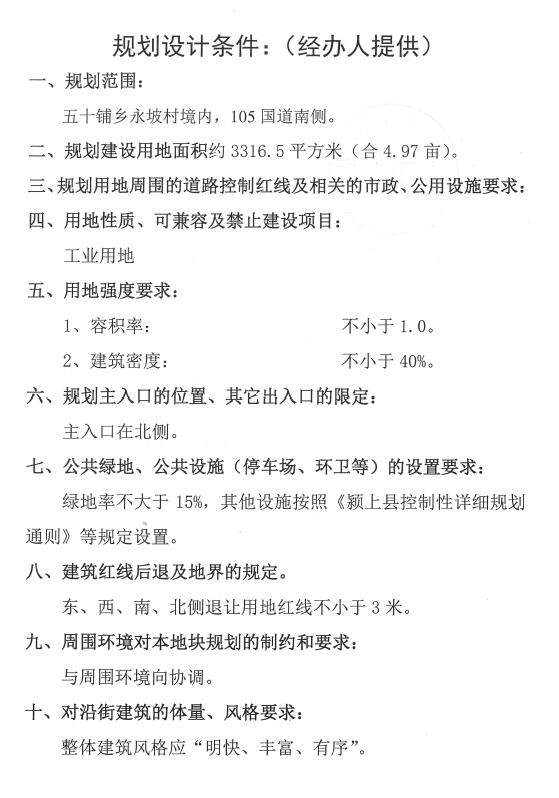 规划设计条件：（经办人提供）
一、规划范围：
五十铺乡永坡村境内，105 国道南侧。
二、规划建设用地面积约 3316.5 平方米（合 4.97 亩）。
三、规划用地周围的道路控制红线及相关的市政、公用设施要求：
四、用地性质、可兼容及禁止建设项目：
工业用地
五、用地强度要求：
1、容积率： 不小于 1.0。
2、建筑密度： 不小于 40%。
六、规划主入口的位置、其它出入口的限定：
主入口在北侧。
七、公共绿地、公共设施（停车场、环卫等）的设置要求：
绿地率不大于 15%，其他设施按照《颍上县控制性详细规划
通则》等规定设置。
八、建筑红线后退及地界的规定。
东、西、南、北侧退让用地红线不小于 3 米。
九、周围环境对本地块规划的制约和要求：
与周围环境向协调。
十、对沿街建筑的体量、风格要求：
整体建筑风格应“明快、丰富、有序”。